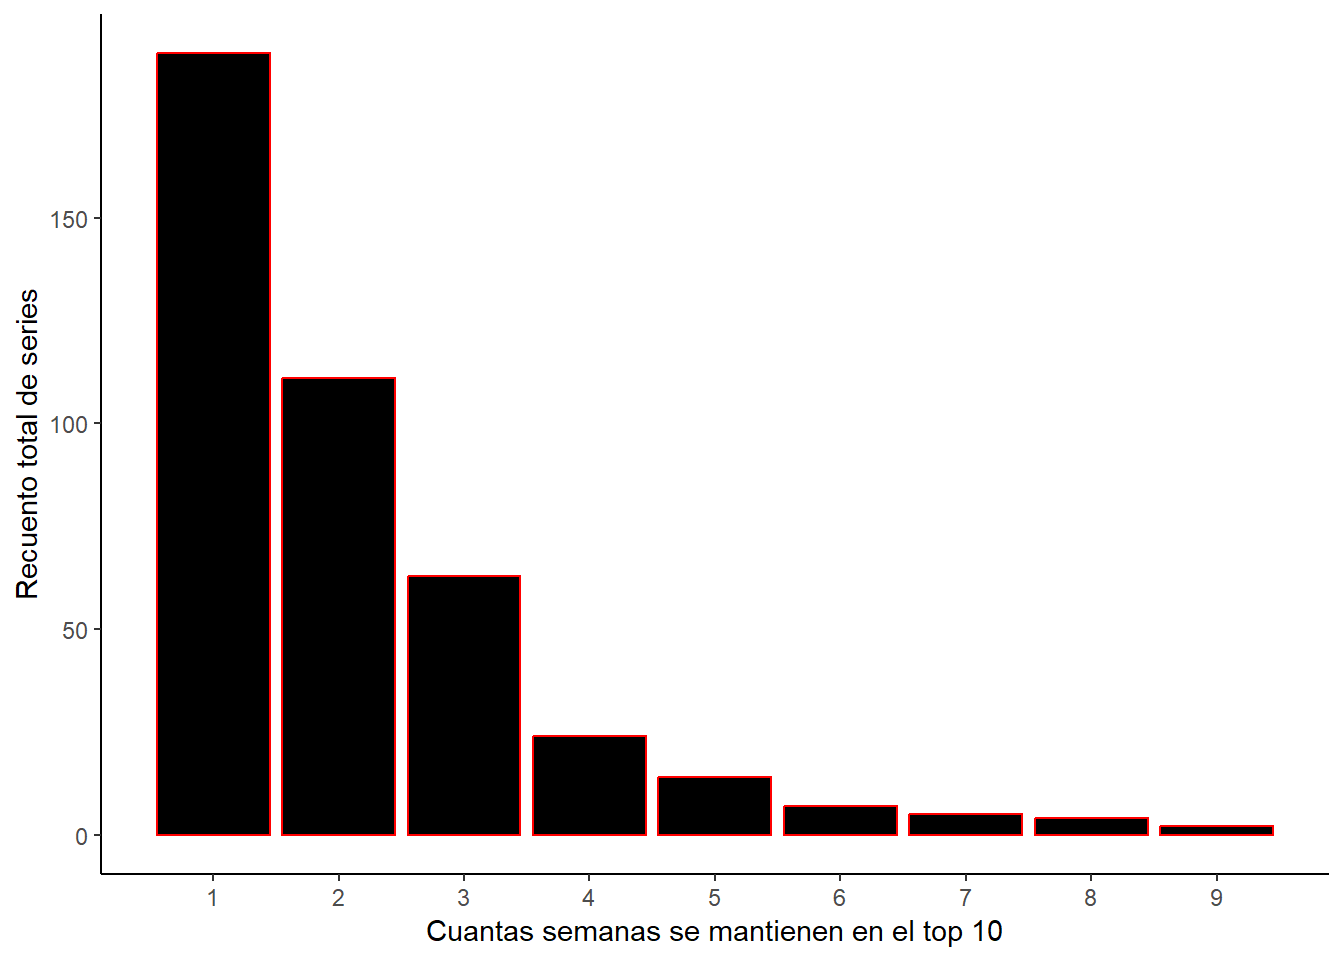 Recuento total de series
150
100
50
0
1 2 3 4 5 6 7 8 9
Cuantas semanas se mantienen en el top 10